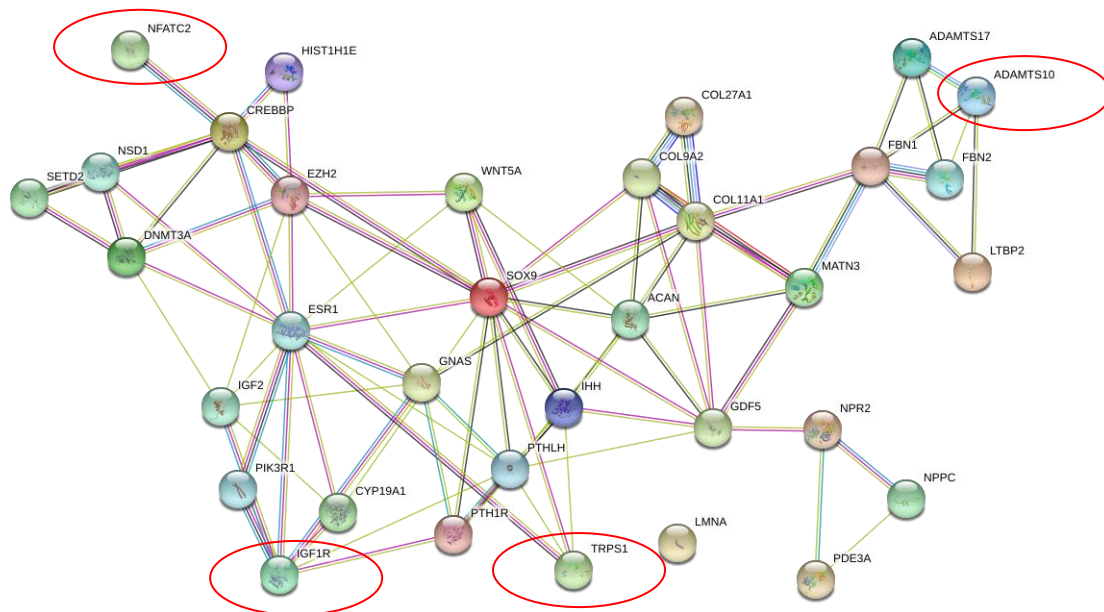 NFATC2
HIST1H1E
ADAMTS17
ADAMTS10
CREBBP
COL27A1
NSD1
COL9A2
FBN1
FBN2
SETD2
EZH2
WNT5A
COL11A1
DNMT3A
LTBP2
SOX9
MATN3
ESR1
ACAN
GNAS
IGF2
IHH
GDF5
NPR2
PIK3R1
CYP19A1
PTHLH
NPPC
PTH1R
LMNA
IGF1R
TRPS1
PDE3A